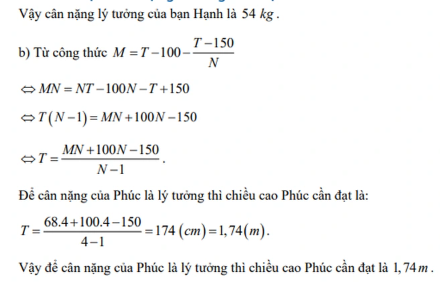 Vậy cân nặng lý tưởng của bạn Hạnh là 54 kg .
b) Từ công thức M = T − 100 − (T − 150)/N
⇔ MN = NT − 100N − T + 150
⇔ T(N − 1) = MN + 100N − 150
⇔ T = (MN + 100N − 150)/(N − 1) .
Để cân nặng của Phúc là lý tưởng thì chiều cao Phúc cần đạt là:
T = (68.4 + 100.4 − 150)/(4 − 1) = 174 (cm) = 1,74 (m) .
Vậy để cân nặng của Phúc là lý tưởng thì chiều cao Phúc cần đạt là 1,74 m .